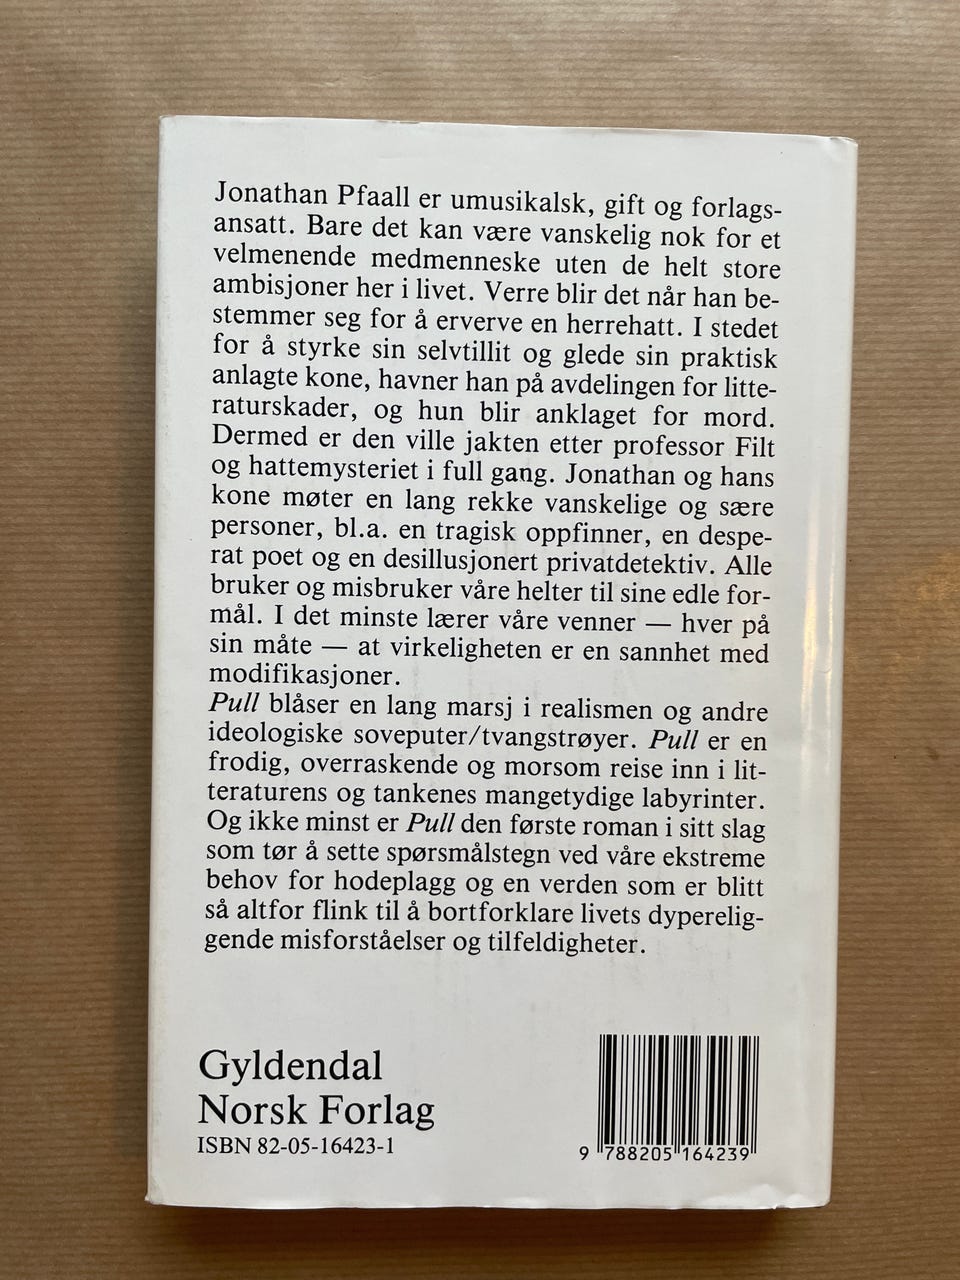 Jonathan Pfaall er umusikalsk, gift og forlags-
ansatt. Bare det kan være vanskelig nok for et
velmenende medmenneske uten de helt store
ambisjoner her i livet. Verre blir det når han be-
stemmer seg for å erverve en herrehatt. I stedet
for å styrke sin selvtillit og glede sin praktisk
anlagte kone, havner han på avdelingen for litte-
raturskader, og hun blir anklaget for mord.
Dermed er den ville jakten etter professor Filt
og hattemysteriet i full gang. Jonathan og hans
kone møter en lang rekke vanskelige og sære
personer, bl.a. en tragisk oppfinner, en despe-
rat poet og en desillusjonert privatdetektiv. Alle
bruker og misbruker våre helter til sine edle for-
mål. I det minste lærer våre venner — hver på
sin måte — at virkeligheten er en sannhet med
modifikasjoner.
Pull blåser en lang marsj i realismen og andre
ideologiske soveputer/tvangstrøyer. Pull er en
frodig, overraskende og morsom reise inn i lit-
teraturens og tankenes mangetydige labyrinter.
Og ikke minst er Pull den første roman i sitt slag
som tør å sette spørsmålstegn ved våre ekstreme
behov for hodeplagg og en verden som er blitt
så altfor flink til å bortforklare livets dypereliggende
gende misforståelser og tilfeldigheter.
Gyldendal
Norsk Forlag
ISBN 82-05-16423-1
9 788205 164239